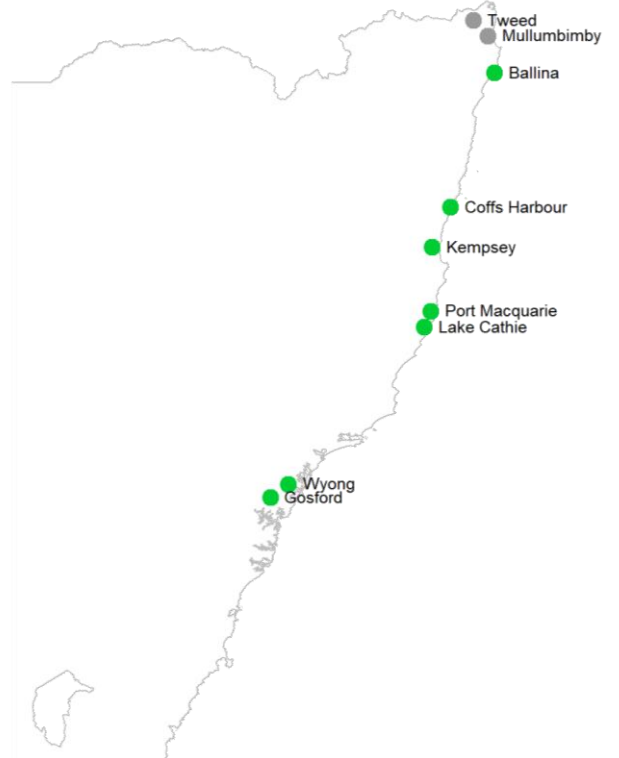 Tweed
Mullumbimby
Ballina
Coffs Harbour
Kempsey
Port Macquarie
Lake Cathie
Wyong
Gosford